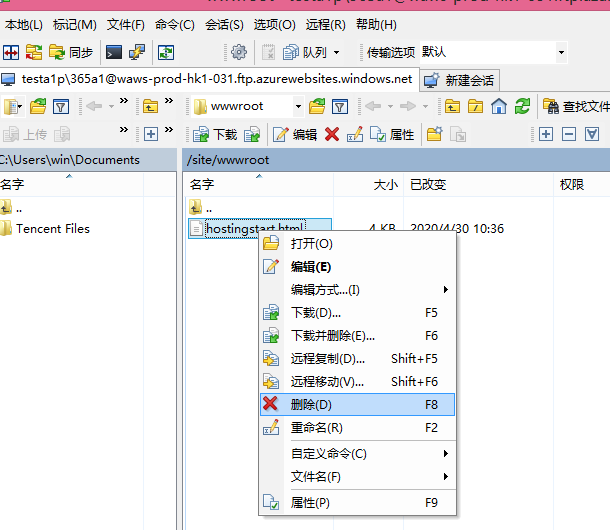 本地(L) 标记(M) 文件(F) 命令(C) 会话(S) 选项(O) 远程(R) 帮助(H)
同步 队列 传输选项 默认
testa1p\365a1@waws-prod-hk1-031.ftp.azurewebsites.windows.net 新建会话
wwwroot 查找文件
上传 下载 编辑 属性
C:\Users\win\Documents /site/wwwroot
名字 名字 大小 已改变 权限
.. ..
Tencent Files hostingstart.html 4 KB 2020/4/30 10:36
打开(O)
编辑(E)
编辑方式...(I)
下载(D)... F5
下载并删除(E)... F6
远程复制(D)... Shift+F5
远程移动(V)... Shift+F6
删除(D) F8
重命名(R) F2
自定义命令(C)
文件名(F)
属性(P) F9